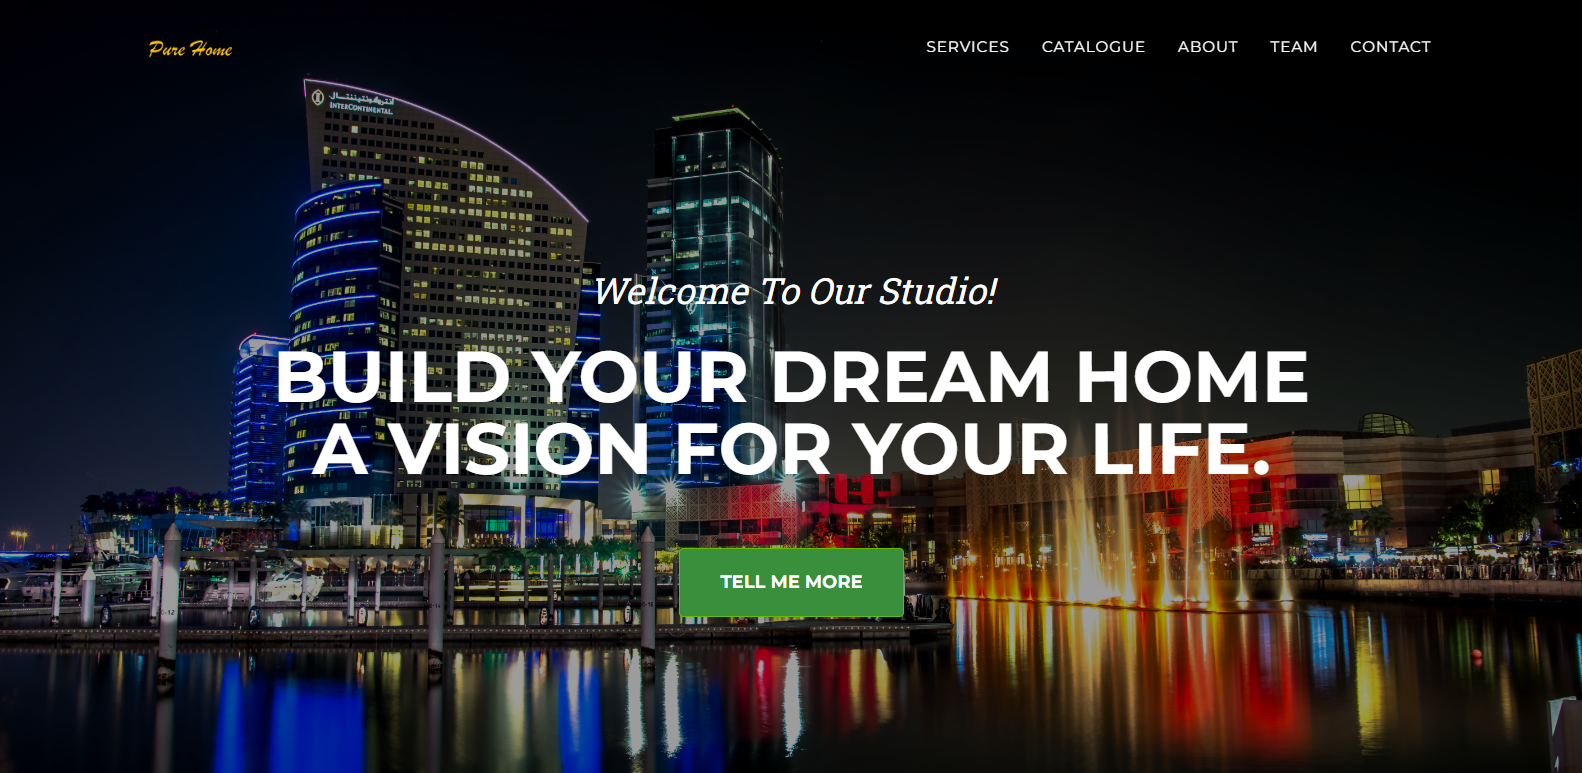 Pure Home
SERVICES CATALOGUE ABOUT TEAM CONTACT
انتركونتيننتال
INTERCONTINENTAL
Welcome To Our Studio!
BUILD YOUR DREAM HOME
A VISION FOR YOUR LIFE.
TELL ME MORE